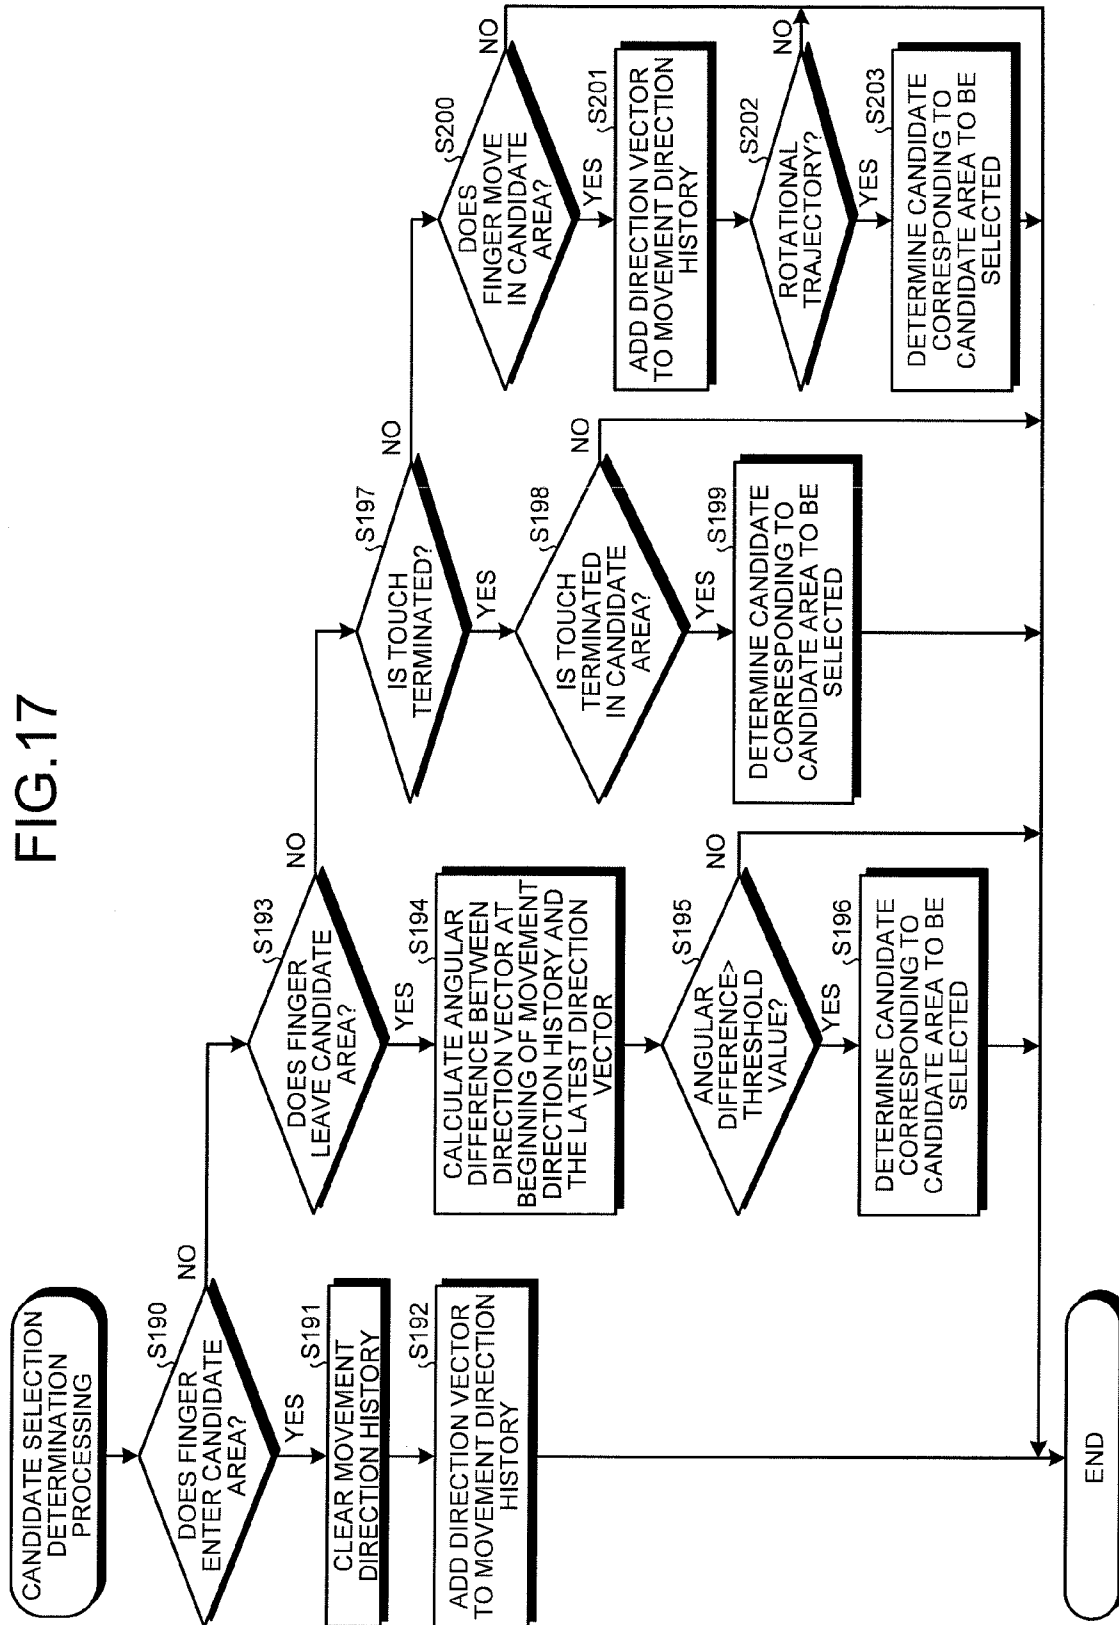 FIG.17
CANDIDATE SELECTION
DETERMINATION
PROCESSING
S190
DOES FINGER
ENTER CANDIDATE
AREA?
NO
YES
S191
CLEAR MOVEMENT
DIRECTION HISTORY
S192
ADD DIRECTION VECTOR
TO MOVEMENT DIRECTION
HISTORY
S193
DOES FINGER
LEAVE CANDIDATE
AREA?
NO
YES
S194
CALCULATE ANGULAR
DIFFERENCE BETWEEN
DIRECTION VECTOR AT
BEGINNING OF MOVEMENT
DIRECTION HISTORY AND
THE LATEST DIRECTION
VECTOR
S195
ANGULAR
DIFFERENCE>
THRESHOLD
VALUE?
NO
YES
S196
DETERMINE CANDIDATE
CORRESPONDING TO
CANDIDATE AREA TO BE
SELECTED
S197
IS TOUCH
TERMINATED?
NO
YES
S198
IS TOUCH
TERMINATED
IN CANDIDATE
AREA?
NO
YES
S199
DETERMINE CANDIDATE
CORRESPONDING TO
CANDIDATE AREA TO BE
SELECTED
S200
DOES
FINGER MOVE
IN CANDIDATE
AREA?
NO
YES
S201
ADD DIRECTION VECTOR
TO MOVEMENT DIRECTION
HISTORY
S202
ROTATIONAL
TRAJECTORY?
NO
YES
S203
DETERMINE CANDIDATE
CORRESPONDING TO
CANDIDATE AREA TO BE
SELECTED
END